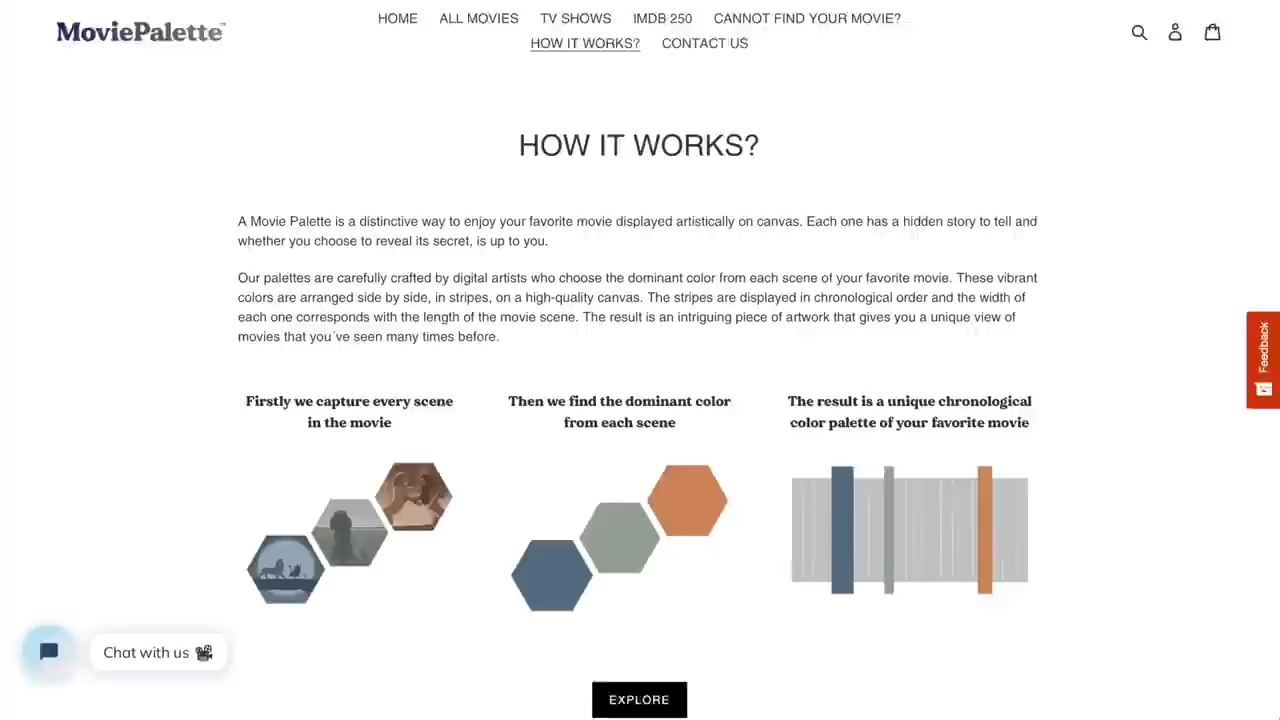 MoviePalette™
HOME ALL MOVIES TV SHOWS IMDB 250 CANNOT FIND YOUR MOVIE?
HOW IT WORKS? CONTACT US
HOW IT WORKS?
A Movie Palette is a distinctive way to enjoy your favorite movie displayed artistically on canvas. Each one has a hidden story to tell and
whether you choose to reveal its secret, is up to you.
Our palettes are carefully crafted by digital artists who choose the dominant color from each scene of your favorite movie. These vibrant
colors are arranged side by side, in stripes, on a high-quality canvas. The stripes are displayed in chronological order and the width of
each one corresponds with the length of the movie scene. The result is an intriguing piece of artwork that gives you a unique view of
movies that you´ve seen many times before.
Feedback
Firstly we capture every scene
in the movie
Then we find the dominant color
from each scene
The result is a unique chronological
color palette of your favorite movie
Chat with us
EXPLORE